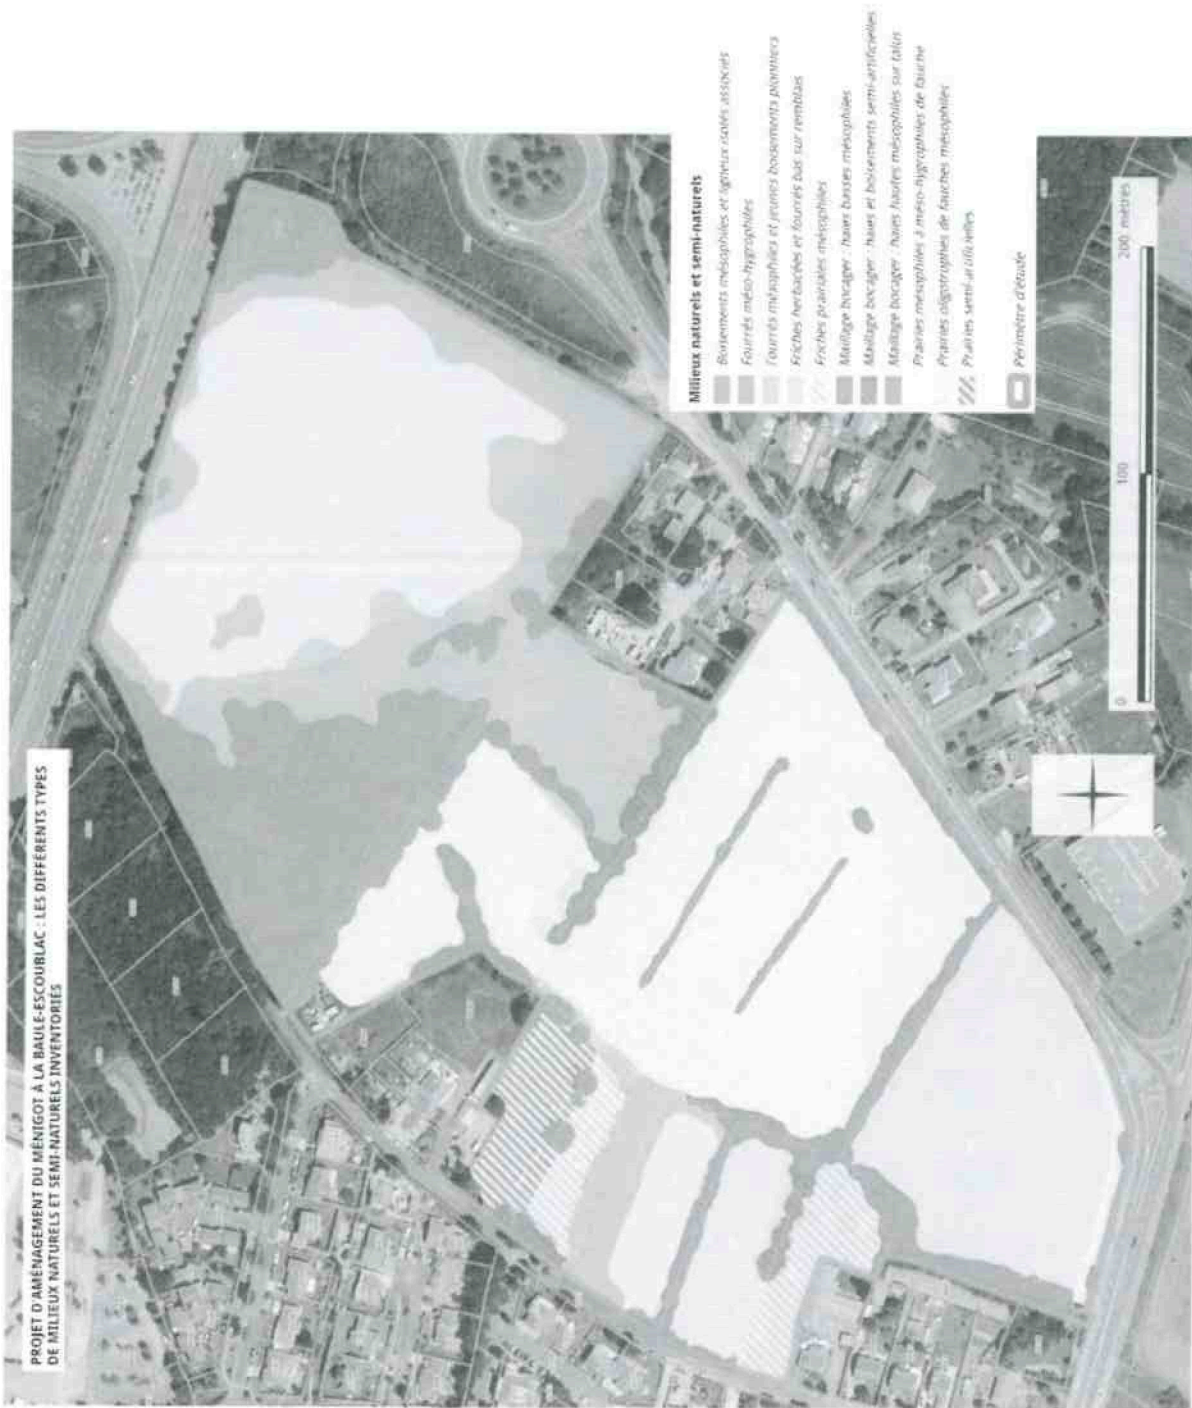 PROJET D'AMÉNAGEMENT DU MÉNIGOT À LA BAULE-ESCOUBLAC : LES DIFFÉRENTS TYPES
DE MILIEUX NATURELS ET SEMI-NATURELS INVENTORIÉS
Milieux naturels et semi-naturels
Boisements mésophiles et ligneux isolés associés
Fourrés méso-hygrophiles
Fourrés mésophiles et jeunes boisements pionniers
Friches herbacées et fourrés bas sur remblais
Friches prairiales mésophiles
Maillage bocager : haies basses mésophiles
Maillage bocager : haies et boisements semi-artificielles
Maillage bocager : haies hautes mésophiles sur talus
Prairies mésophiles à méso-hygrophiles de fauche
Prairies oligotrophes de fauches mésophiles
Prairies semi-artificielles
Périmètre d'étude
0 100 200 mètres